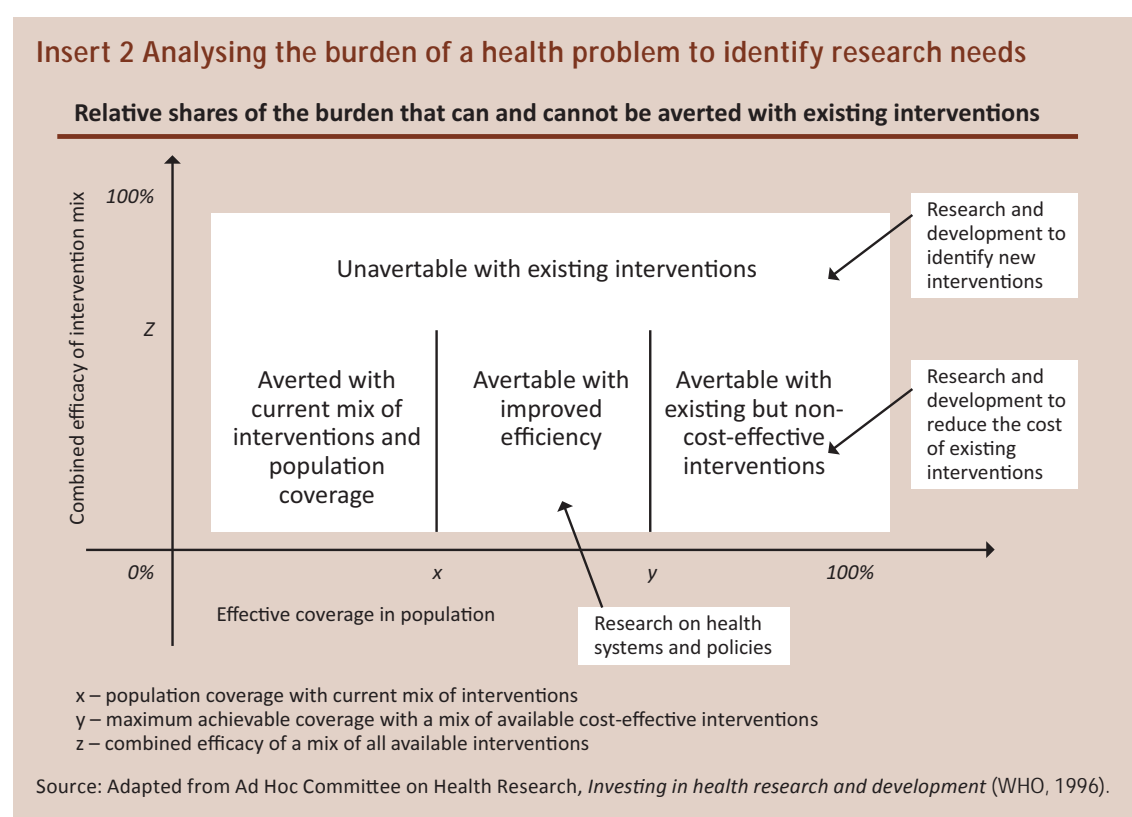 Insert 2 Analysing the burden of a health problem to identify research needs
Relative shares of the burden that can and cannot be averted with existing interventions
Combined efficacy of intervention mix
100%
Z
Unavertable with existing interventions
Research and
development to
identify new
interventions
Averted with
current mix of
interventions and
population
coverage
Avertable with
improved
efficiency
Avertable with
existing but non-
cost-effective
interventions
Research and
development to
reduce the cost
of existing
interventions
0%
x
y
100%
Effective coverage in population
Research on health
systems and policies
x – population coverage with current mix of interventions
y – maximum achievable coverage with a mix of available cost-effective interventions
z – combined efficacy of a mix of all available interventions
Source: Adapted from Ad Hoc Committee on Health Research, Investing in health research and development (WHO, 1996).